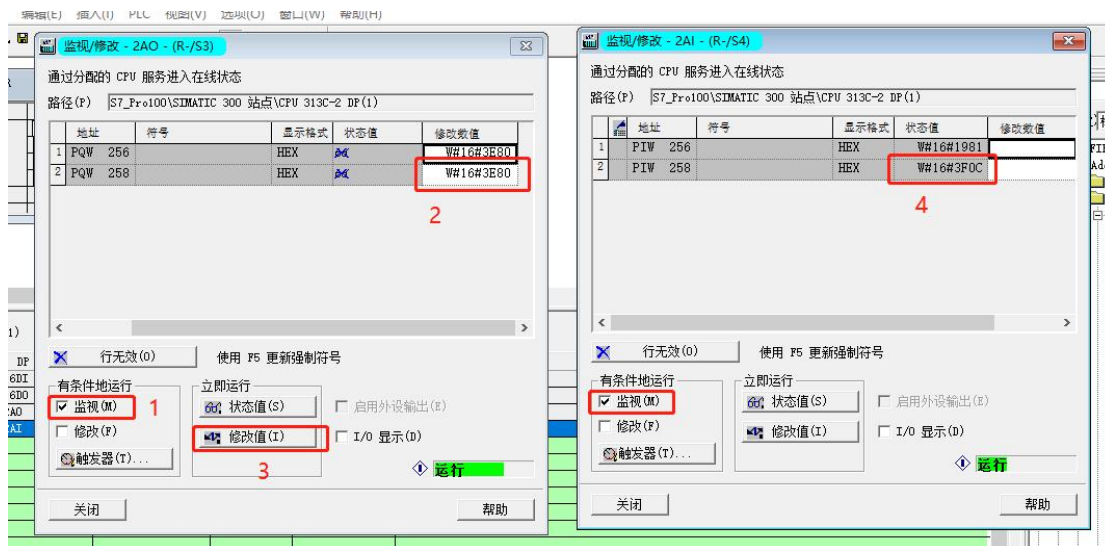 编辑(E) 插入(I) PLC 视图(V) 选项(O) 窗口(W) 帮助(H)
监视/修改 - 2AO - (R-/S3)
通过分配的 CPU 服务进入在线状态
路径(P) S7_Pro100\SIMATIC 300 站点\CPU 313C-2 DP(1)
地址 符号 显示格式 状态值 修改数值
1 PQW 256 HEX W#16#3E80
2 PQW 258 HEX W#16#3E80
2
行无效(O) 使用 F5 更新强制符号
有条件地运行 立即运行
监视(M) 1 状态值(S) 启用外设输出(E)
修改(F) 修改值(I) I/O 显示(D)
触发器(T)... 3 运行
关闭 帮助
监视/修改 - 2AI - (R-/S4)
通过分配的 CPU 服务进入在线状态
路径(P) S7_Pro100\SIMATIC 300 站点\CPU 313C-2 DP(1)
地址 符号 显示格式 状态值 修改数值
1 PIW 256 HEX W#16#1981
2 PIW 258 HEX W#16#3F0C
4
行无效(O) 使用 F5 更新强制符号
有条件地运行 立即运行
监视(M) 状态值(S) 启用外设输出(E)
修改(F) 修改值(I) I/O 显示(D)
触发器(T)... 运行
关闭 帮助
DP
6DI
6DO